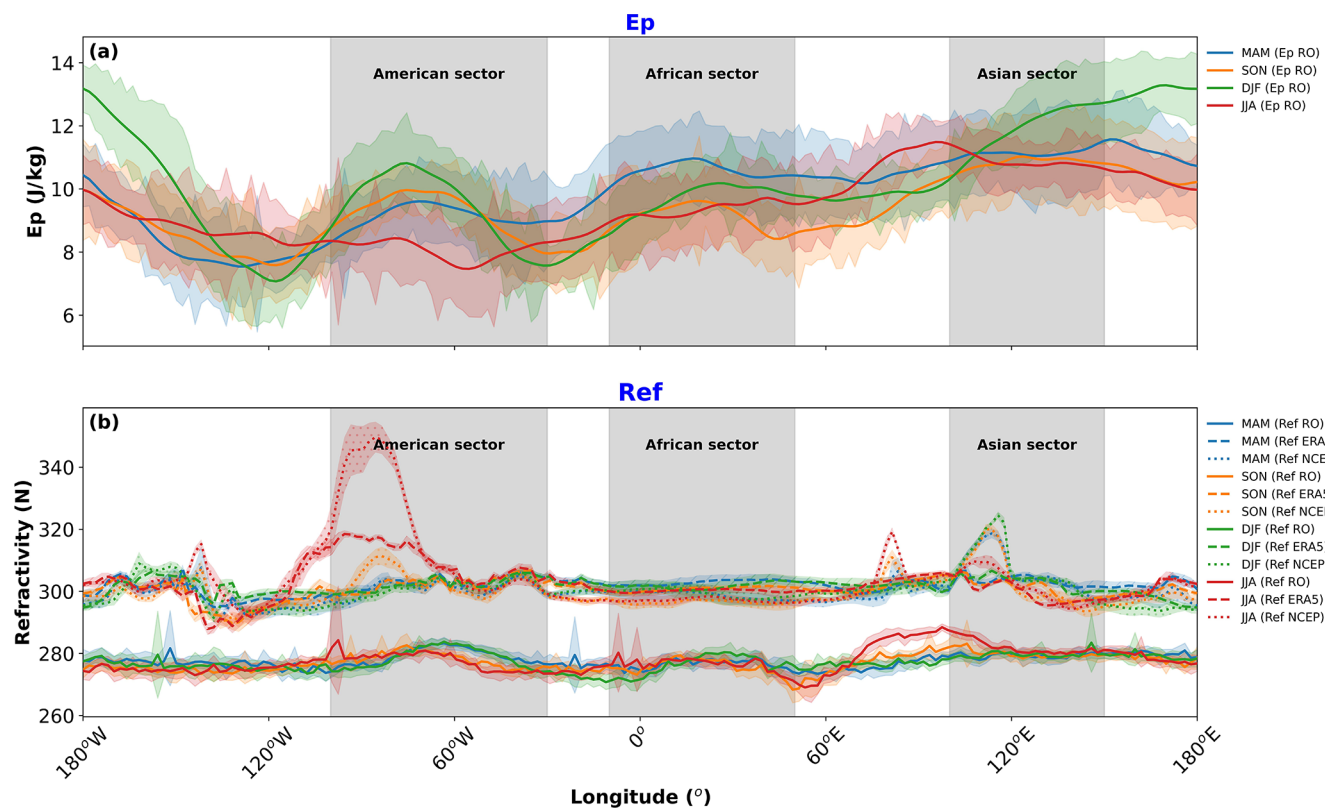 Ep
(a)
American sector
African sector
Asian sector
MAM (Ep RO)
SON (Ep RO)
DJF (Ep RO)
JJA (Ep RO)
Ep (J/kg)
14
12
10
8
6
Ref
(b)
American sector
African sector
Asian sector
MAM (Ref RO)
MAM (Ref ERA
MAM (Ref NCE
SON (Ref RO)
SON (Ref ERA5
SON (Ref NCEP
DJF (Ref RO)
DJF (Ref ERA5)
DJF (Ref NCEP
JJA (Ref RO)
JJA (Ref ERA5)
JJA (Ref NCEP)
Refractivity (N)
340
320
300
280
260
180°W
120°W
60°W
0°
60°E
120°E
180°E
Longitude (°)